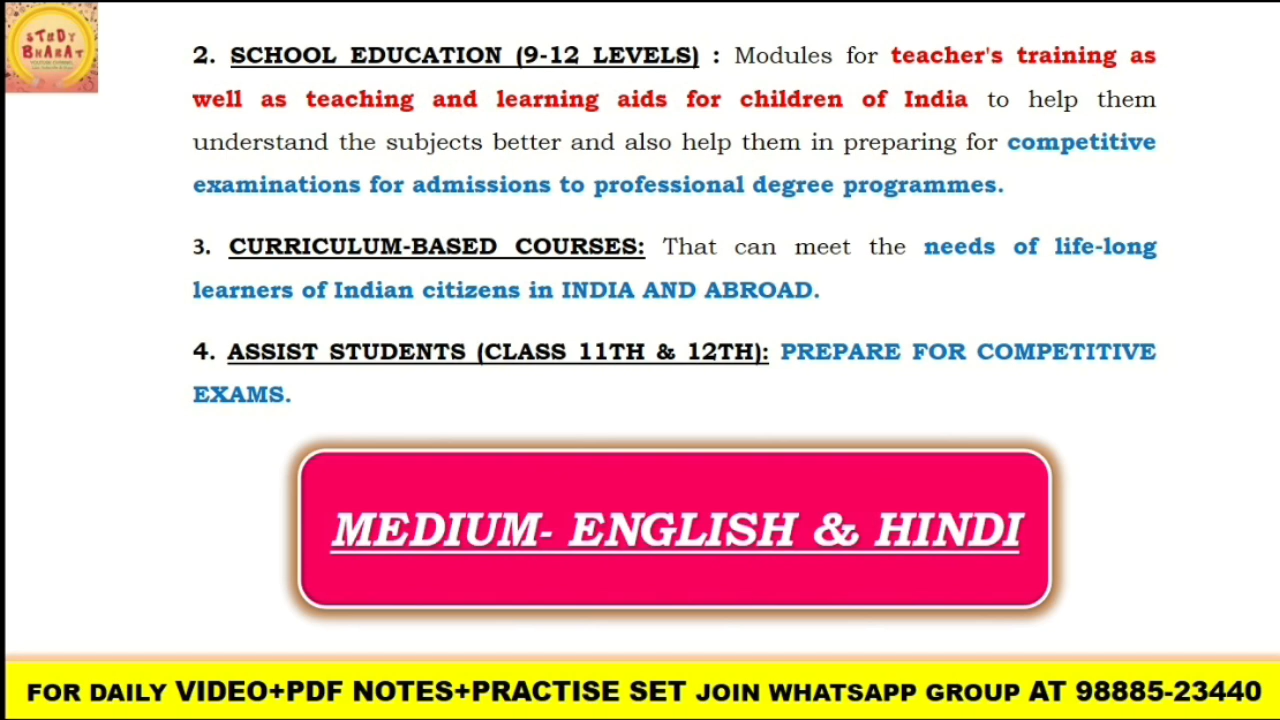 STUDY
BHARAT
2. SCHOOL EDUCATION (9-12 LEVELS) : Modules for teacher's training as
well as teaching and learning aids for children of India to help them
understand the subjects better and also help them in preparing for competitive
examinations for admissions to professional degree programmes.
3. CURRICULUM-BASED COURSES: That can meet the needs of life-long
learners of Indian citizens in INDIA AND ABROAD.
4. ASSIST STUDENTS (CLASS 11TH & 12TH): PREPARE FOR COMPETITIVE
EXAMS.
MEDIUM- ENGLISH & HINDI
FOR DAILY VIDEO+PDF NOTES+PRACTISE SET JOIN WHATSAPP GROUP AT 98885-23440